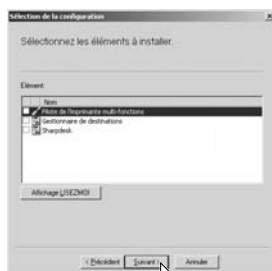 Sélection de la configuration
Sélectionnez les éléments à installer.
Elément:
Nom
Pilote de l'imprimante multi-fonctions
Gestionnaire de destinations
Sharpdesk
Affichage LISEZMOI
< Précédent
Suivant >
Annuler